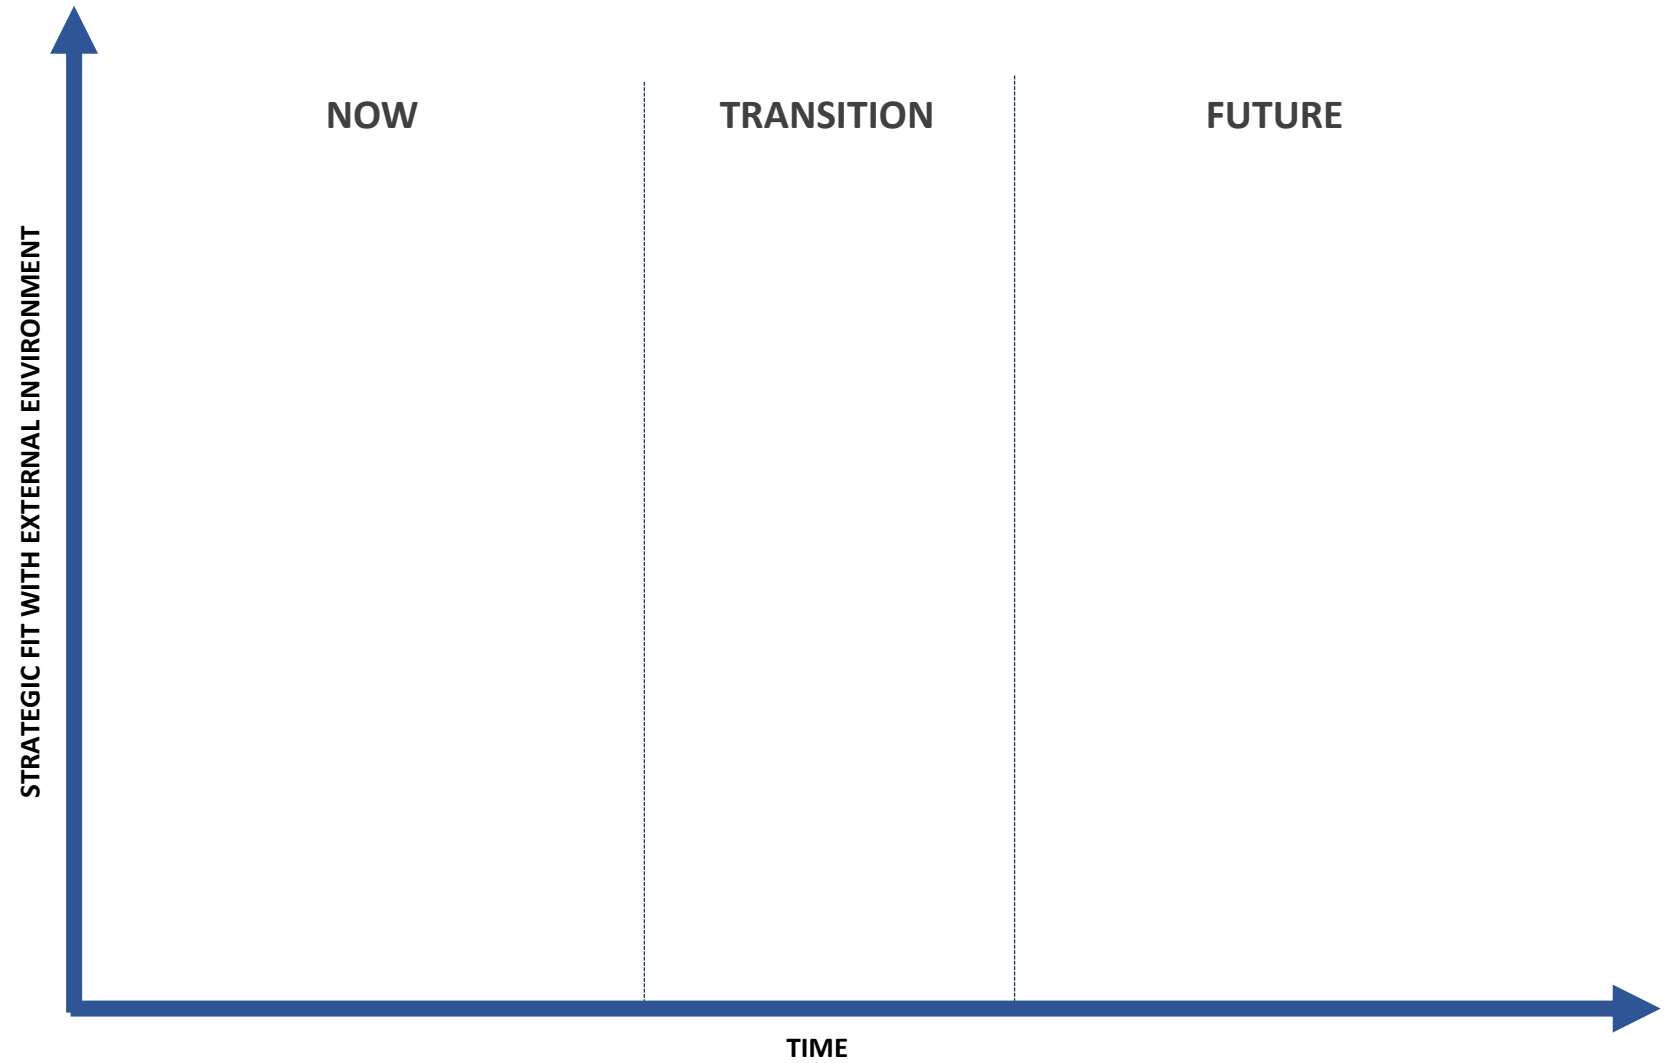 NOW
TRANSITION
FUTURE
STRATEGIC FIT WITH EXTERNAL ENVIRONMENT
TIME